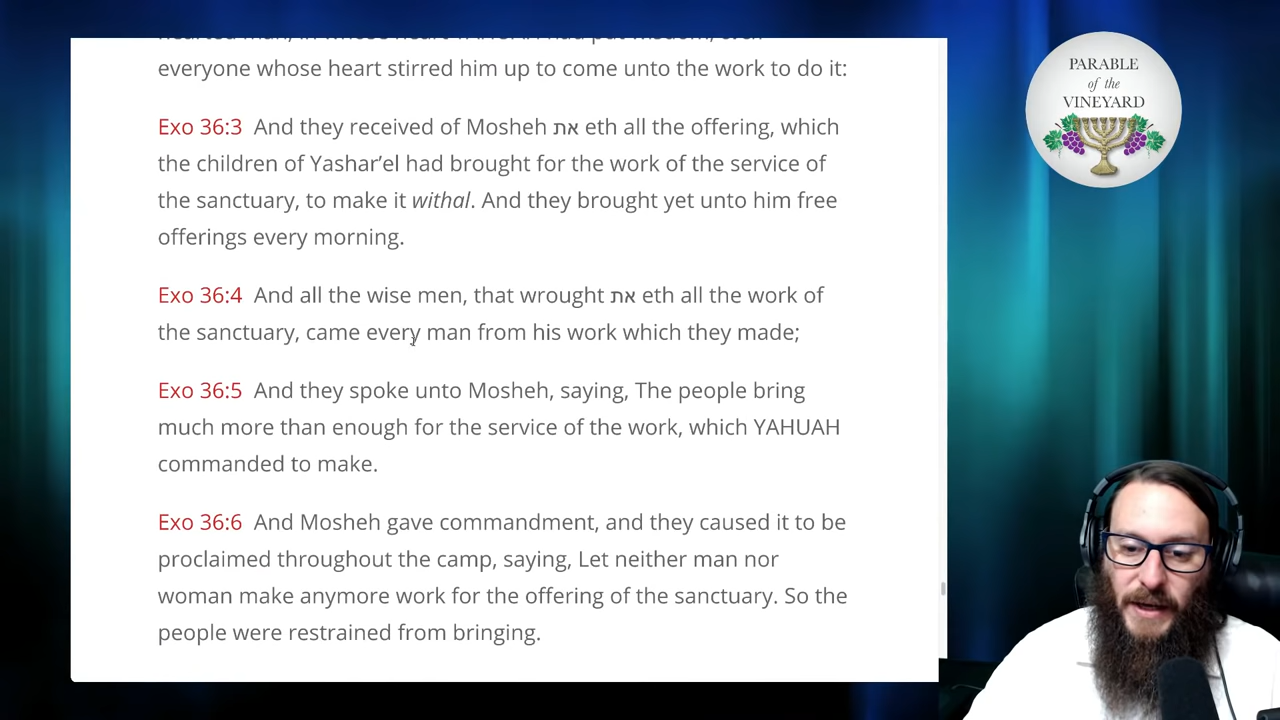 everyone whose heart stirred him up to come unto the work to do it:
Exo 36:3 And they received of Mosheh את eth all the offering, which
the children of Yashar’el had brought for the work of the service of
the sanctuary, to make it withal. And they brought yet unto him free
offerings every morning.
Exo 36:4 And all the wise men, that wrought את eth all the work of
the sanctuary, came every man from his work which they made;
Exo 36:5 And they spoke unto Mosheh, saying, The people bring
much more than enough for the service of the work, which YAHUAH
commanded to make.
Exo 36:6 And Mosheh gave commandment, and they caused it to be
proclaimed throughout the camp, saying, Let neither man nor
woman make anymore work for the offering of the sanctuary. So the
people were restrained from bringing.
PARABLE
of the
VINEYARD